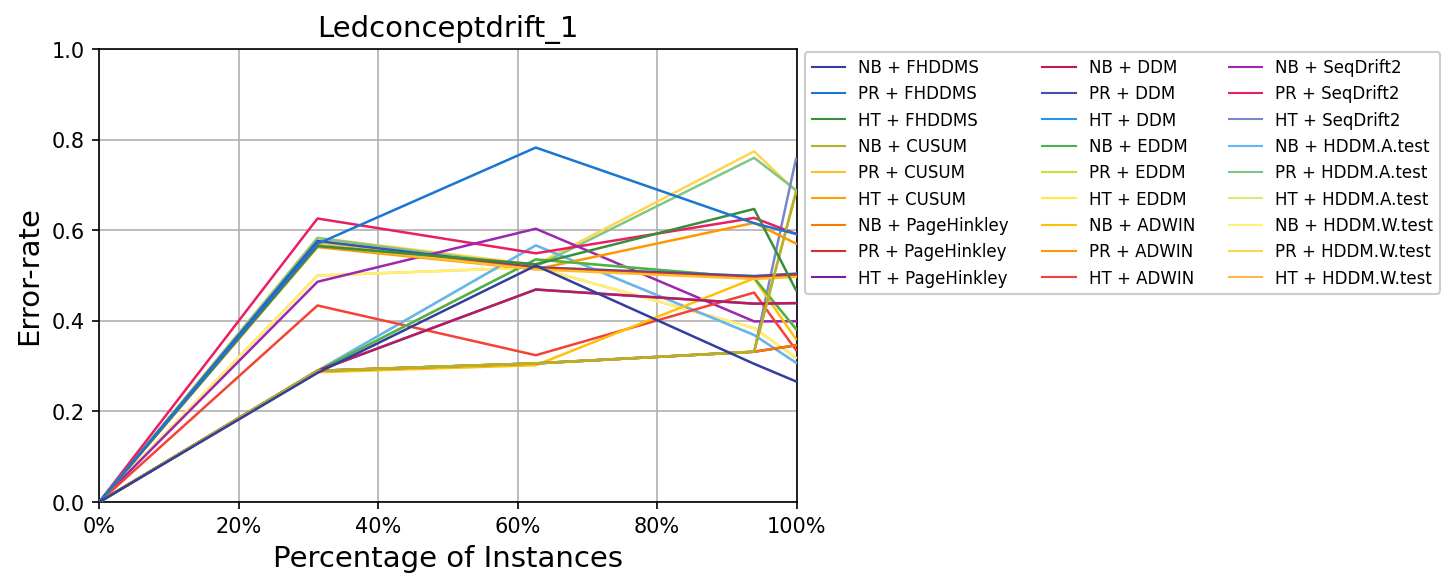 Ledconceptdrift_1
Error-rate
1.0
0.8
0.6
0.4
0.2
0.0
0%
20%
40%
60%
80%
100%
Percentage of Instances
NB + FHDDMS
PR + FHDDMS
HT + FHDDMS
NB + CUSUM
PR + CUSUM
HT + CUSUM
NB + PageHinkley
PR + PageHinkley
HT + PageHinkley
NB + DDM
PR + DDM
HT + DDM
NB + EDDM
PR + EDDM
HT + EDDM
NB + ADWIN
PR + ADWIN
HT + ADWIN
NB + SeqDrift2
PR + SeqDrift2
HT + SeqDrift2
NB + HDDM.A.test
PR + HDDM.A.test
HT + HDDM.A.test
NB + HDDM.W.test
PR + HDDM.W.test
HT + HDDM.W.test